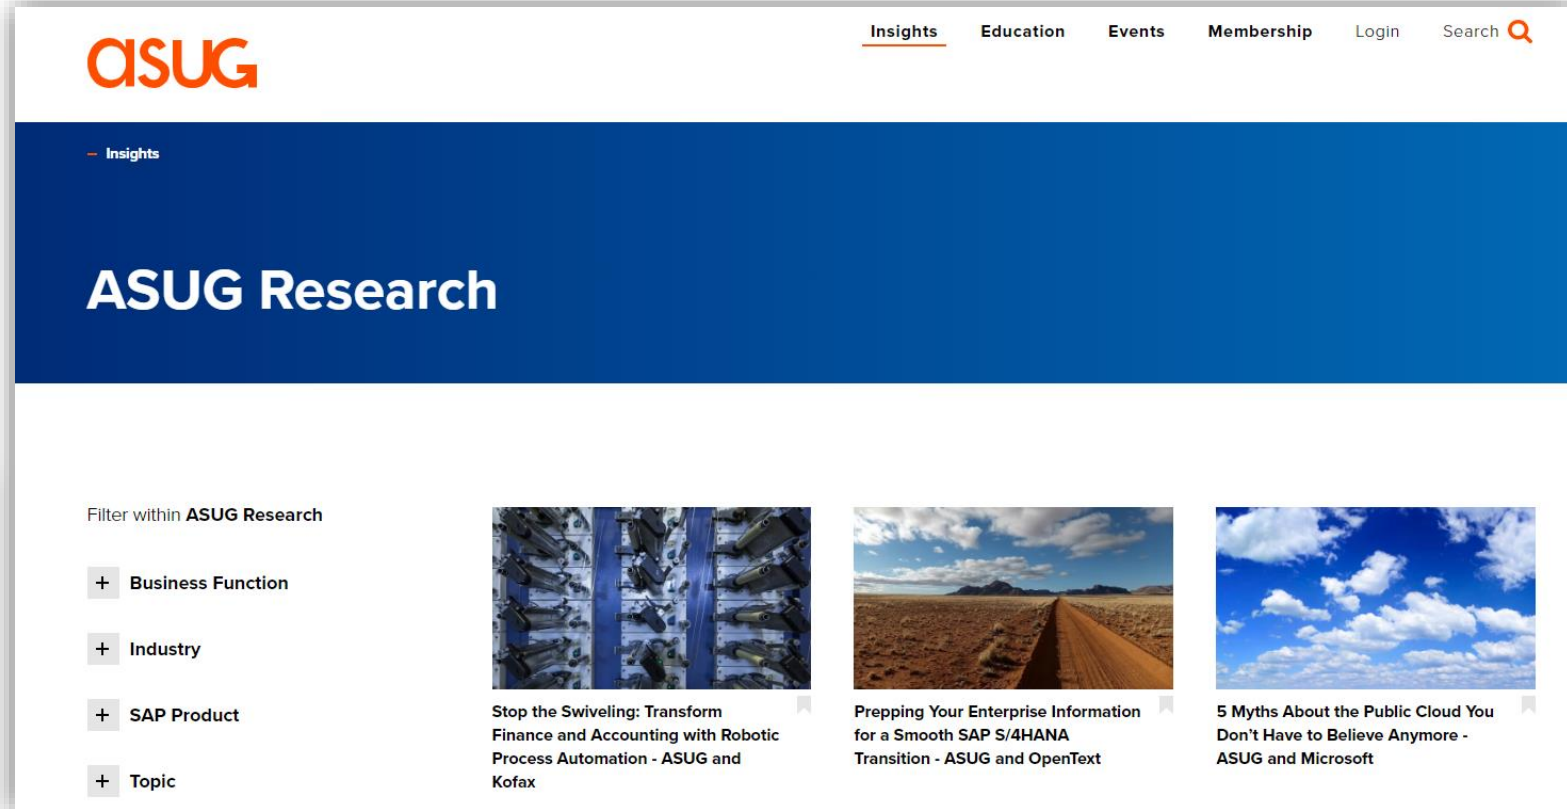 asug
Insights Education Events Membership Login Search
– Insights
ASUG Research
Filter within ASUG Research
+ Business Function
+ Industry
+ SAP Product
+ Topic
Stop the Swiveling: Transform
Finance and Accounting with Robotic
Process Automation - ASUG and
Kofax
Prepping Your Enterprise Information
for a Smooth SAP S/4HANA
Transition - ASUG and OpenText
5 Myths About the Public Cloud You
Don't Have to Believe Anymore -
ASUG and Microsoft